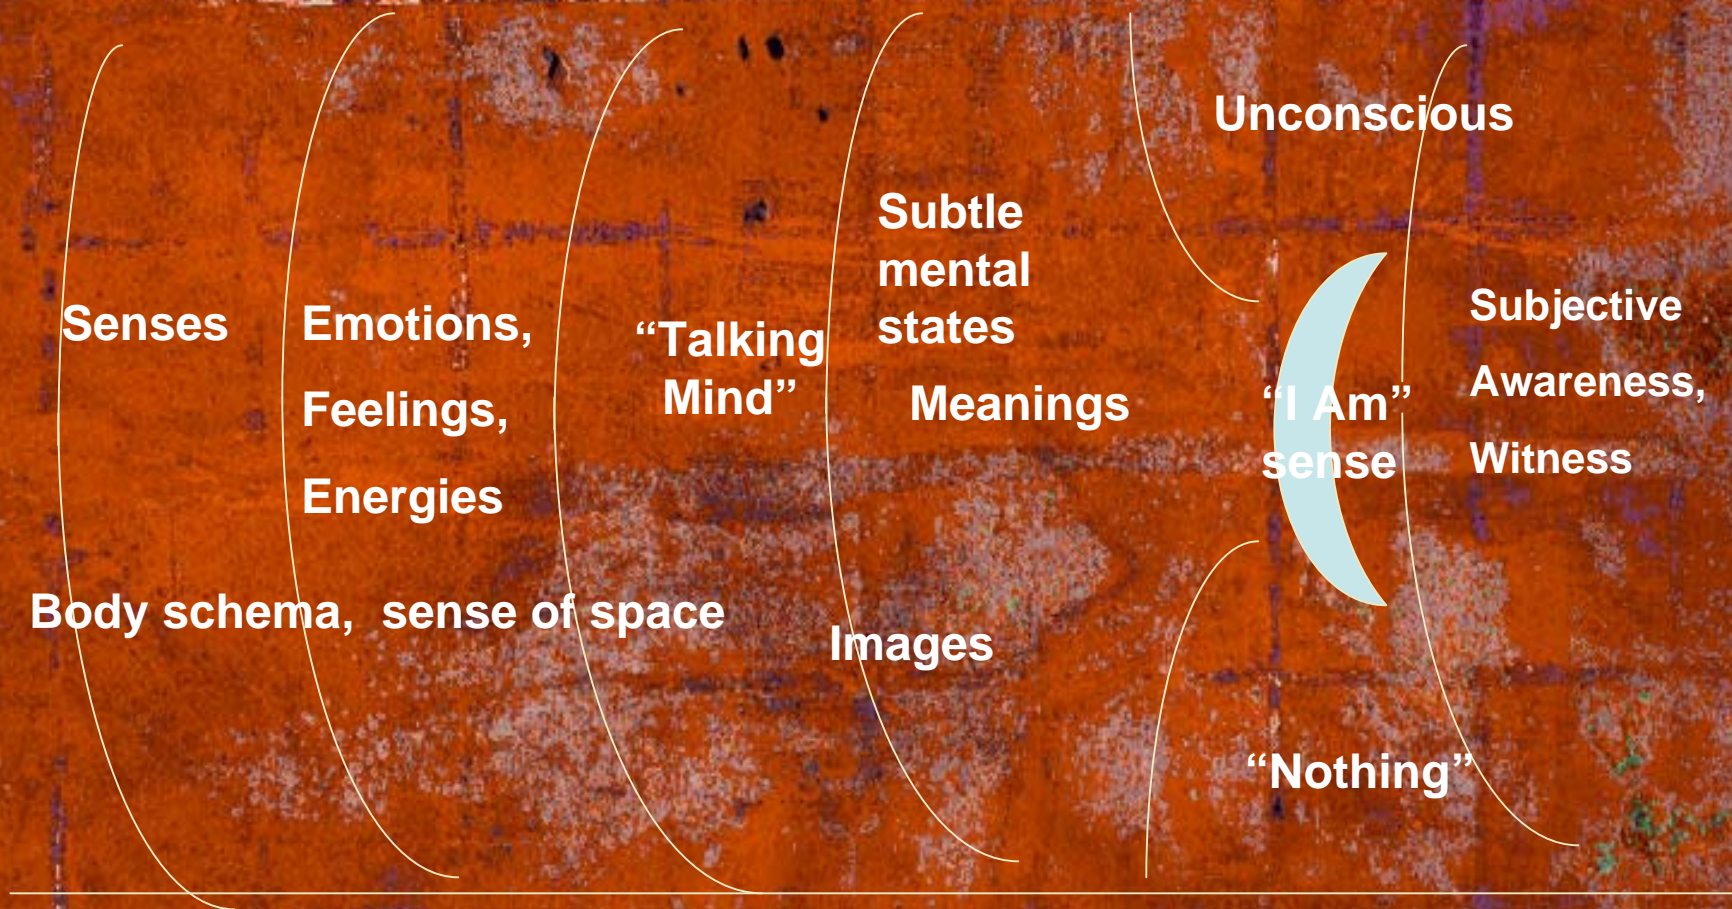 Unconscious
Subtle
mental
states
Senses
Emotions,
Feelings,
Energies
“Talking
Mind”
Meanings
“I Am”
sense
Subjective
Awareness,
Witness
Body schema,  sense of space
Images
“Nothing”